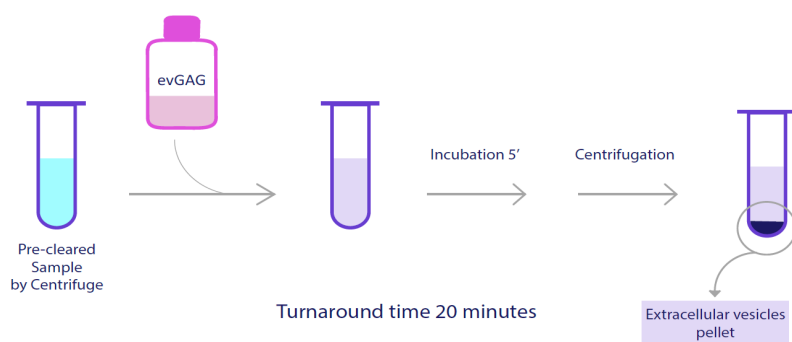 evGAG
Incubation 5’
Centrifugation
Pre-cleared
Sample
by Centrifuge
Turnaround time 20 minutes
Extracellular vesicles
pellet